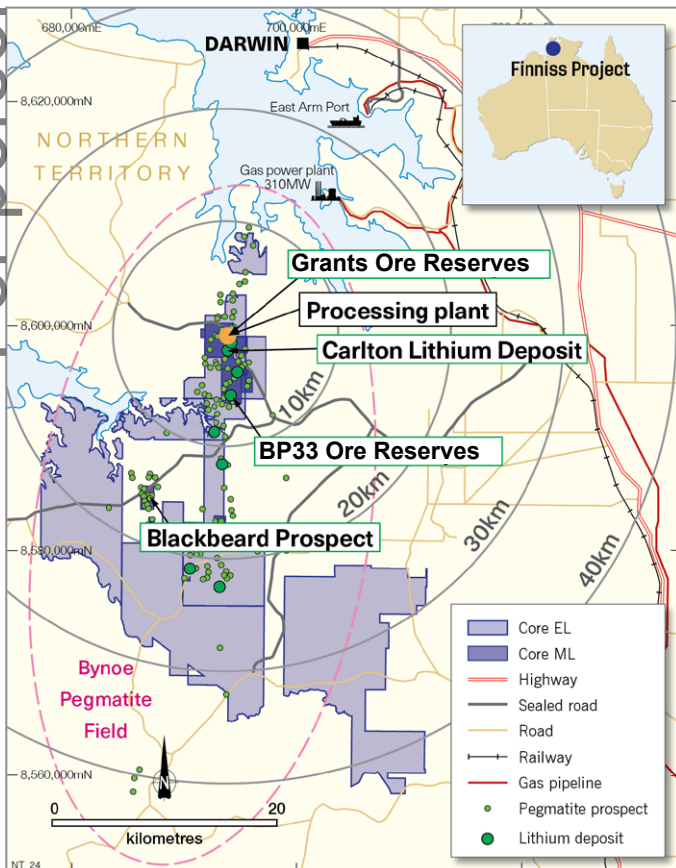 680,000mE
700,000mE
DARWIN
Finniss Project
8,620,000mN
East Arm Port
NORTHERN
TERRITORY
Gas power plant
310MW
Grants Ore Reserves
Processing plant
8,600,000mN
Carlton Lithium Deposit
10km
BP33 Ore Reserves
20km
30km
40km
Blackbeard Prospect
8,580,000mN
Bynoe
Pegmatite
Field
8,560,000mN
N
0 20
kilometres
NT_24
Core EL
Core ML
Highway
Sealed road
Road
Railway
Gas pipeline
Pegmatite prospect
Lithium deposit